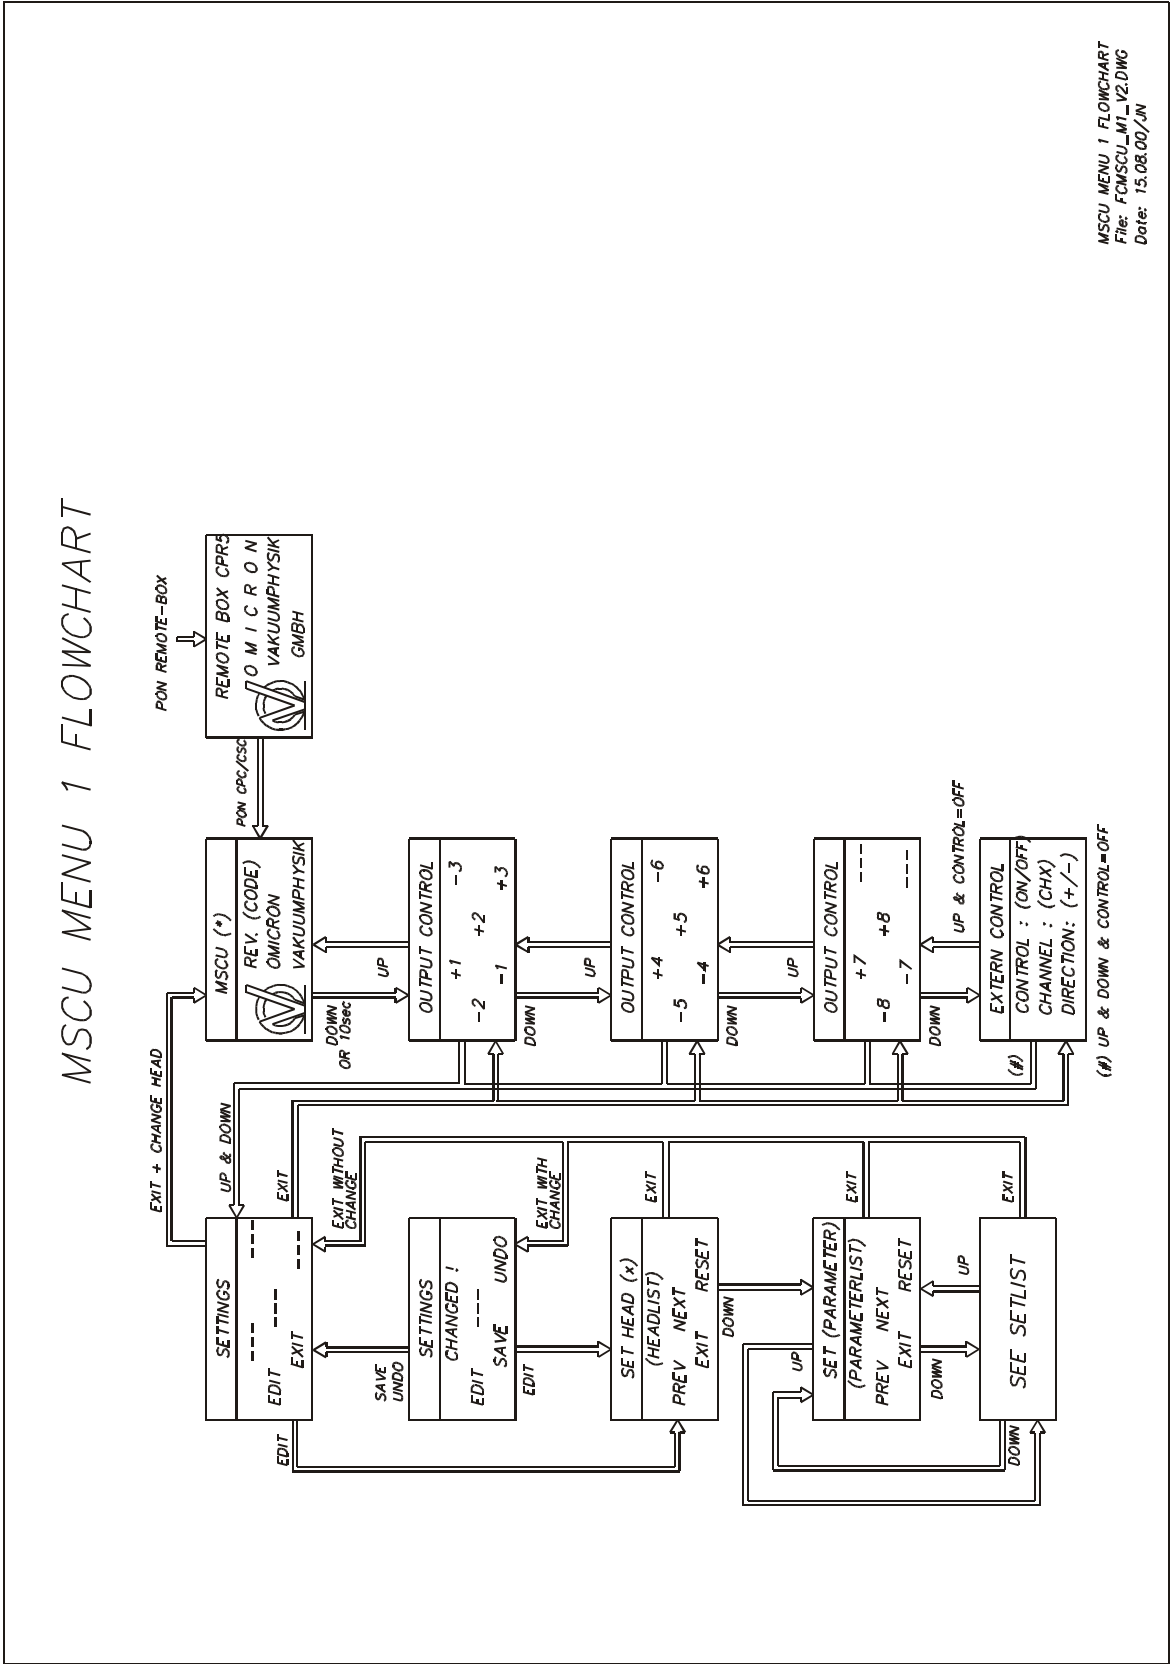 MSCU MENU 1 FLOWCHART
PON REMOTE-BOX
REMOTE BOX CPR5
O M I C R O N
VAKUUMPHYSIK
GMBH
PON CPC/CSC
EXIT + CHANGE HEAD
MSCU (*)
REV. (CODE)
OMICRON
VAKUUMPHYSIK
UP
DOWN
OR 10sec
OUTPUT CONTROL
+1 -3
-2 +2
-1 +3
UP
DOWN
OUTPUT CONTROL
+4 -6
-5 +5
-4 +6
UP
DOWN
OUTPUT CONTROL
+7 ---
-8 +8
-7 ---
UP & CONTROL=OFF
DOWN
EXTERN CONTROL
CONTROL : (ON/OFF)
CHANNEL : (CHX)
DIRECTION: (+/-)
(#)
(#) UP & DOWN & CONTROL=OFF
UP & DOWN
EXIT
EXIT WITHOUT
CHANGE
SETTINGS
--- ---
EDIT ---
EXIT ---
EDIT
SAVE
UNDO
SETTINGS
CHANGED !
EDIT ---
SAVE UNDO
EXIT WITH
CHANGE
EDIT
SET HEAD (x)
(HEADLIST)
PREV NEXT
EXIT RESET
EXIT
DOWN
UP
SET (PARAMETER)
(PARAMETERLIST)
PREV NEXT
EXIT RESET
EXIT
UP
DOWN
SEE SETLIST
EXIT
DOWN
MSCU MENU 1 FLOWCHART
File: FCMSCU_M1_V2.DWG
Date: 15.08.00/JN